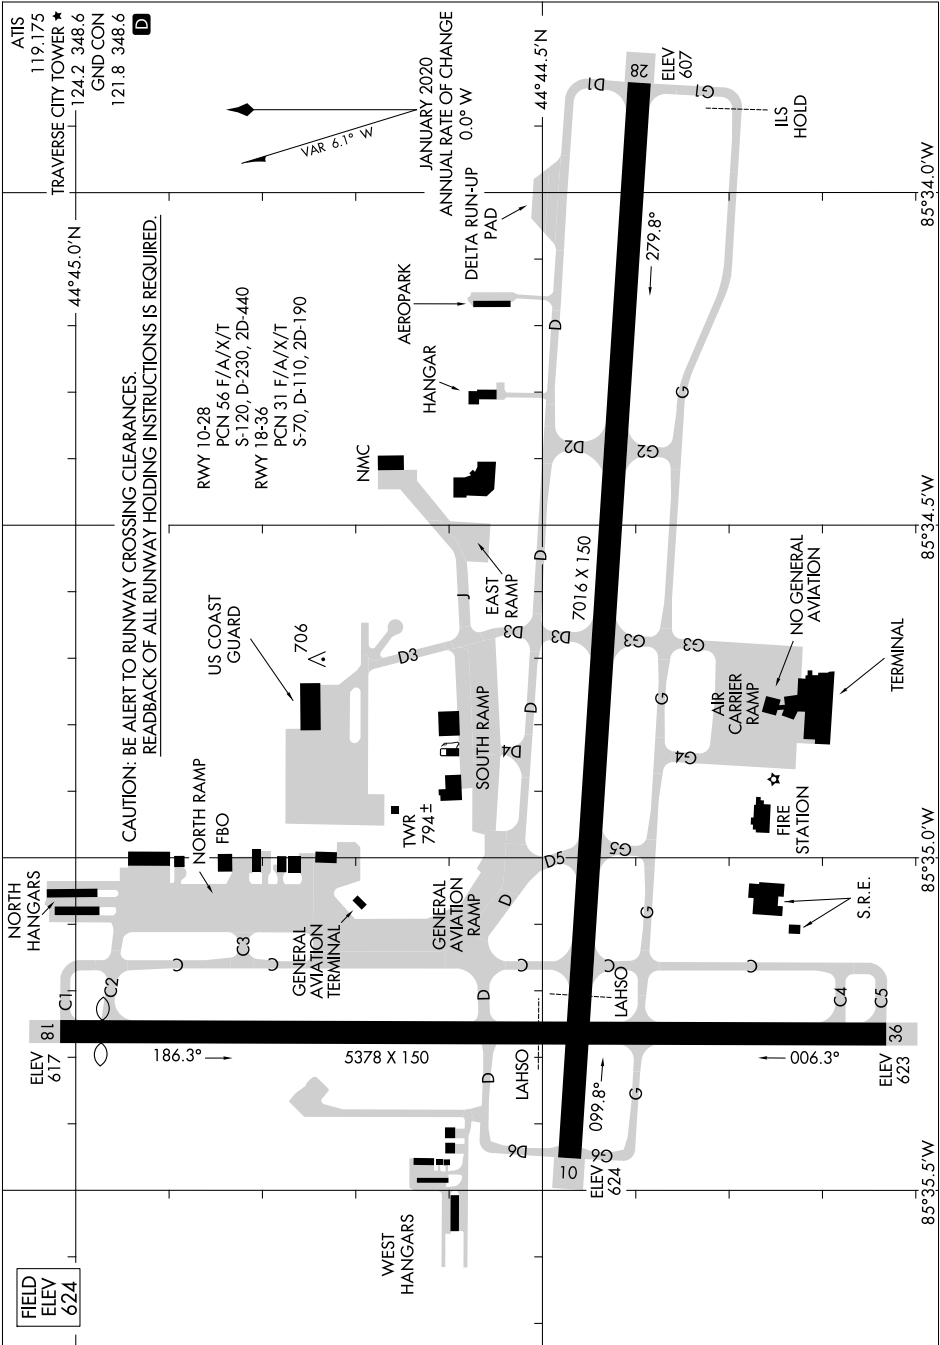 ATIS
119.175
TRAVERSE CITY TOWER ★
124.2 348.6
GND CON
121.8 348.6
D
FIELD
ELEV
624
CAUTION: BE ALERT TO RUNWAY CROSSING CLEARANCES.
READBACK OF ALL RUNWAY HOLDING INSTRUCTIONS IS REQUIRED.
44°45.0'N
44°44.5'N
VAR 6.1° W
JANUARY 2020
ANNUAL RATE OF CHANGE
0.0° W
RWY 10-28
PCN 56 F/A/X/T
S-120, D-230, 2D-440
RWY 18-36
PCN 31 F/A/X/T
S-70, D-110, 2D-190
NORTH
HANGARS
NORTH RAMP
FBO
US COAST
GUARD
706
NMC
HANGAR
AEROPARK
DELTA RUN-UP
PAD
TWR
794±
GENERAL
AVIATION
TERMINAL
GENERAL
AVIATION
RAMP
SOUTH RAMP
EAST
RAMP
WEST
HANGARS
ELEV
617
18
C1
C2
C3
C
C
C
C
C
C4
C5
186.3°
5378 X 150
LAHSO
LAHSO
006.3°
36
ELEV
623
10
ELEV
624
099.8°
7016 X 150
279.8°
28
ELEV
607
D
D
D
D
D
D
D1
D2
D3
D3
D3
D4
D5
D6
J
G
G
G
G
G1
G2
G3
G3
G4
G5
G6
ILS
HOLD
AIR
CARRIER
RAMP
NO GENERAL
AVIATION
TERMINAL
FIRE
STATION
S.R.E.
85°35.5'W
85°35.0'W
85°34.5'W
85°34.0'W